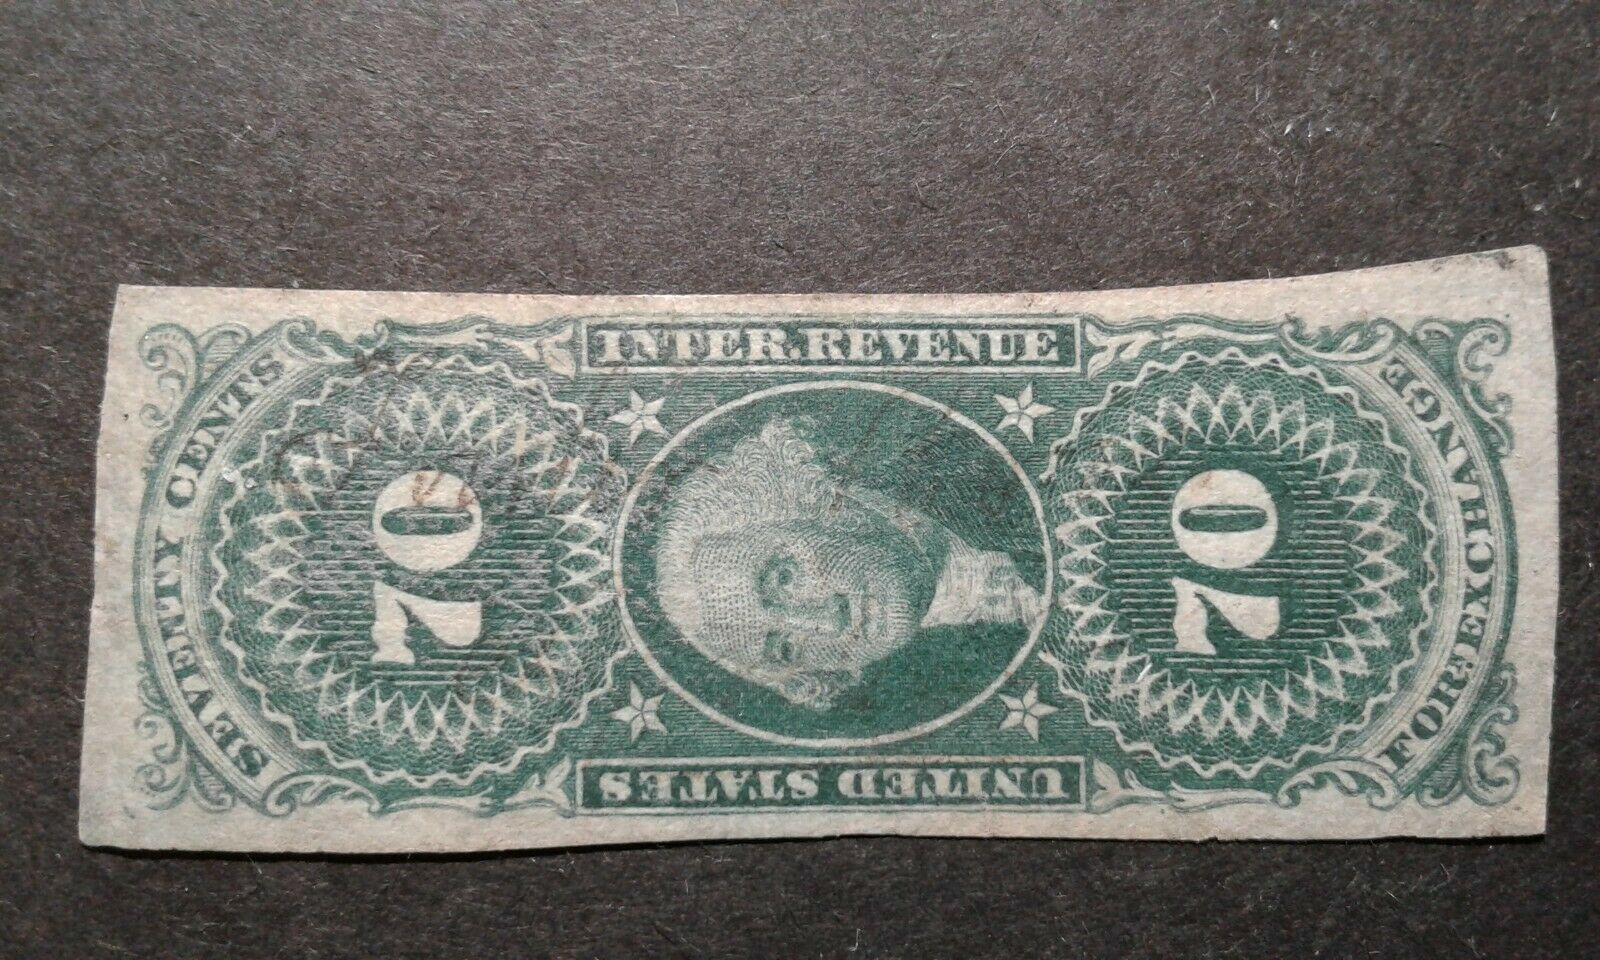 INTER.REVENUE
SEVENTY CENTS
70
70
FOR.EXCHANGE
UNITED STATES